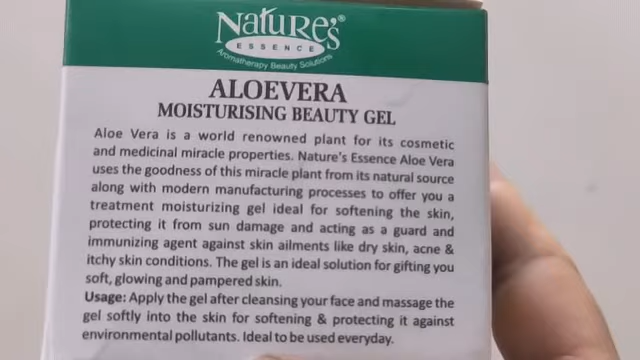 NATURE'S®
ESSENCE
Aromatherapy Beauty Solutions
ALOEVERA
MOISTURISING BEAUTY GEL
Aloe Vera is a world renowned plant for its cosmetic
and medicinal miracle properties. Nature's Essence Aloe Vera
uses the goodness of this miracle plant from its natural source
along with modern manufacturing processes to offer you a
treatment moisturizing gel ideal for softening the skin,
protecting it from sun damage and acting as a guard and
immunizing agent against skin ailments like dry skin, acne &
itchy skin conditions. The gel is an ideal solution for gifting you
soft, glowing and pampered skin.
Usage: Apply the gel after cleansing your face and massage the
gel softly into the skin for softening & protecting it against
environmental pollutants. Ideal to be used everyday.